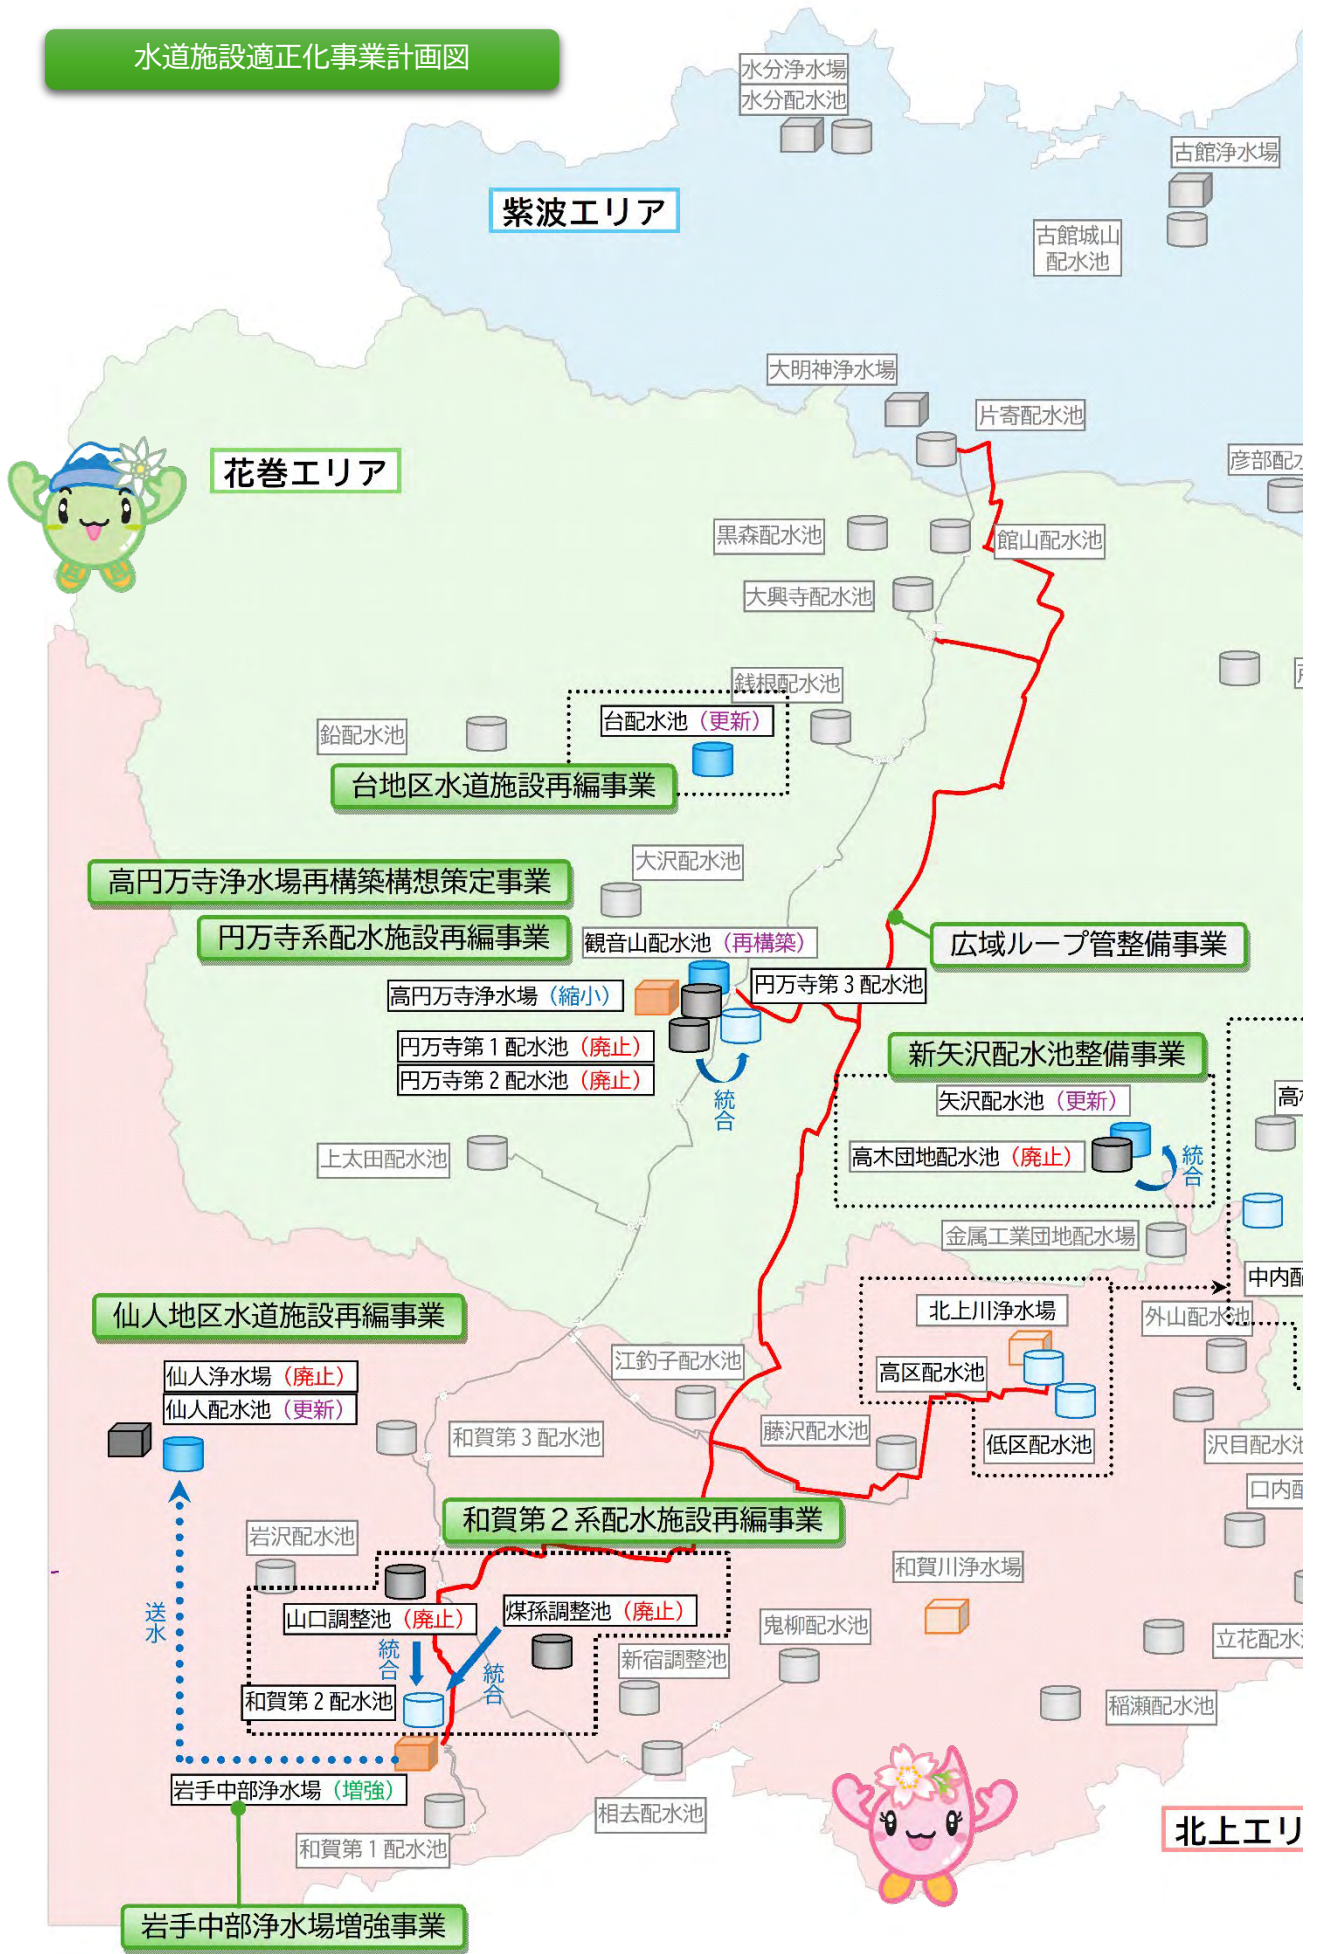 水道施設適正化事業計画図
水分浄水場
水分配水池
古館浄水場
紫波エリア
古館城山
配水池
大明神浄水場
片寄配水池
花巻エリア
彦部配水
黒森配水池
館山配水池
大興寺配水池
銭根配水池
台配水池（更新）
鉛配水池
台地区水道施設再編事業
大沢配水池
高円万寺浄水場再構築構想策定事業
円万寺系配水施設再編事業
観音山配水池（再構築）
広域ループ管整備事業
高円万寺浄水場（縮小）
円万寺第３配水池
円万寺第１配水池（廃止）
円万寺第２配水池（廃止）
統合
新矢沢配水池整備事業
矢沢配水池（更新）
高木団地配水池（廃止）
統合
上太田配水池
金属工業団地配水場
中内配
仙人地区水道施設再編事業
北上川浄水場
外山配水池
仙人浄水場（廃止）
仙人配水池（更新）
江釣子配水池
高区配水池
和賀第３配水池
藤沢配水池
低区配水池
沢目配水池
口内配
和賀第２系配水施設再編事業
岩沢配水池
和賀川浄水場
送水
山口調整池（廃止）
煤孫調整池（廃止）
鬼柳配水池
立花配水池
統合
統合
新宿調整池
和賀第２配水池
稲瀬配水池
岩手中部浄水場（増強）
相去配水池
和賀第１配水池
北上エリ
岩手中部浄水場増強事業